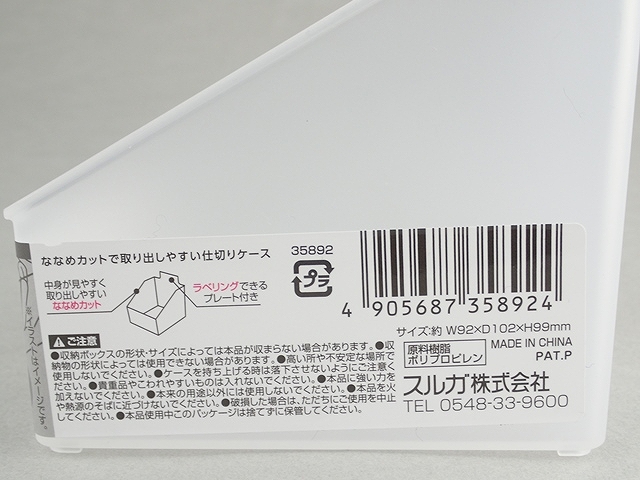 ななめカットで取り出しやすい仕切りケース
35892
中身が見やすく
取り出しやすい
ななめカット
ラベリングできる
プレート付き
プラ
4 905687 358924
※イラストはイメージです。
サイズ:約 W92×D102×H99mm
原料樹脂
ポリプロピレン
MADE IN CHINA
PAT.P
スルガ株式会社
TEL 0548-33-9600
ご注意
●収納ボックスの形状・サイズによっては本品が収まらない場合があります。●収
納物の形状によっては使用できない場合があります。●高い所や不安定な場所で
使用しないでください。●ケースを持ち上げる時は落下させないようにご注意く
ださい。●貴重品やこわれやすいものは入れないでください。●本品に強い力を
加えないでください。●本来の用途以外には使用しないでください。●本品を火
や熱源のそばに近づけないでください。●破損した場合は、ただちにご使用を中止
してください。●本品使用中このパッケージは捨てずに保管してください。